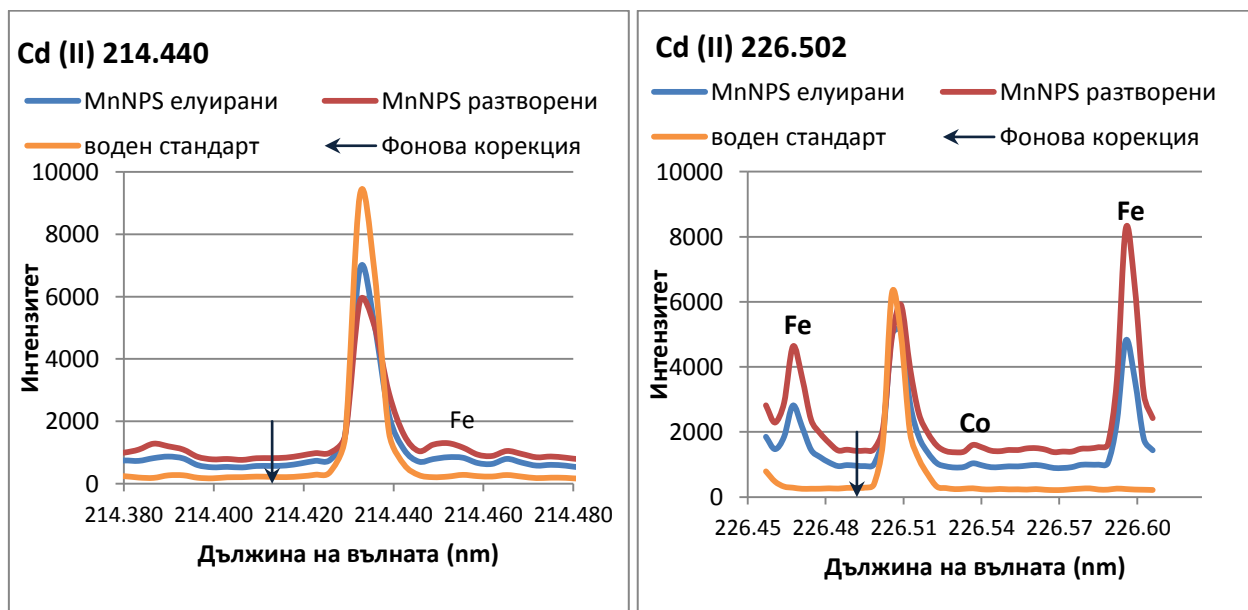 Cd (II) 214.440
MnNPS елуирани
MnNPS разтворени
воден стандарт
Фонова корекция
10000
8000
6000
4000
2000
0
Интензитет
Fe
214.380 214.400 214.420 214.440 214.460 214.480
Дължина на вълната (nm)
Cd (II) 226.502
MnNPS елуирани
MnNPS разтворени
воден стандарт
Фонова корекция
10000
8000
6000
4000
2000
0
Интензитет
Fe
Co
Fe
226.45 226.48 226.51 226.54 226.57 226.60
Дължина на вълната (nm)